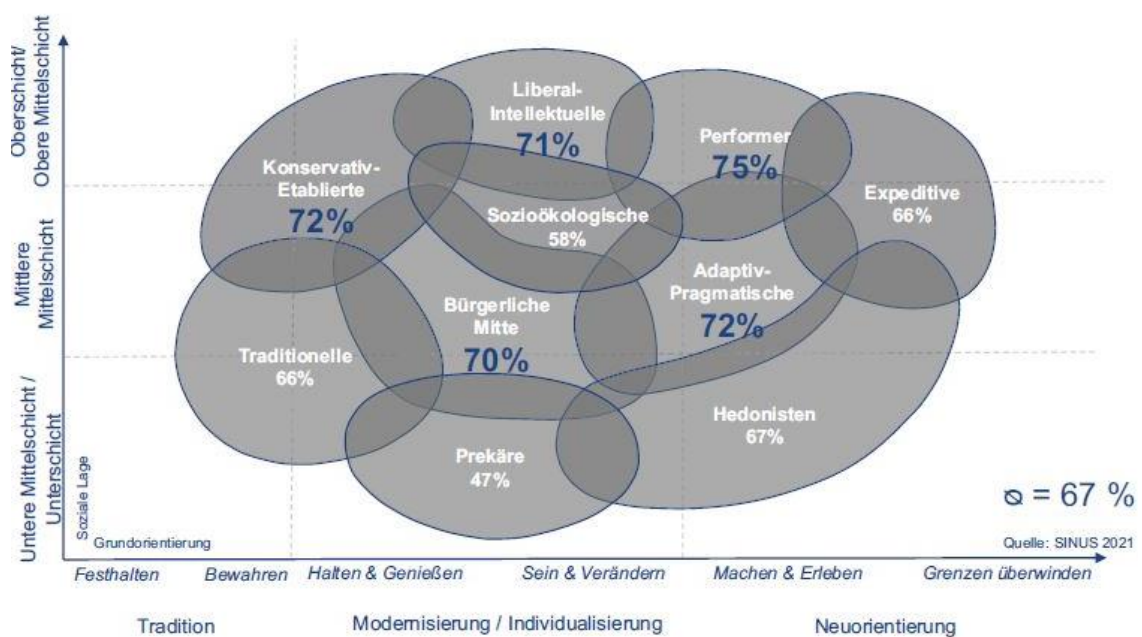 Oberschicht/
Obere Mittelschicht
Mittlere
Mittelschicht
Untere Mittelschicht /
Unterschicht
Soziale Lage
Liberal-
Intellektuelle
71%
Performer
75%
Konservativ-
Etablierte
72%
Expeditive
66%
Sozioökologische
58%
Adaptiv-
Pragmatische
72%
Bürgerliche
Mitte
70%
Traditionelle
66%
Hedonisten
67%
Prekäre
47%
ø = 67 %
Grundorientierung
Quelle: SINUS 2021
Festhalten Bewahren Halten & Genießen Sein & Verändern Machen & Erleben Grenzen überwinden
Tradition Modernisierung / Individualisierung Neuorientierung